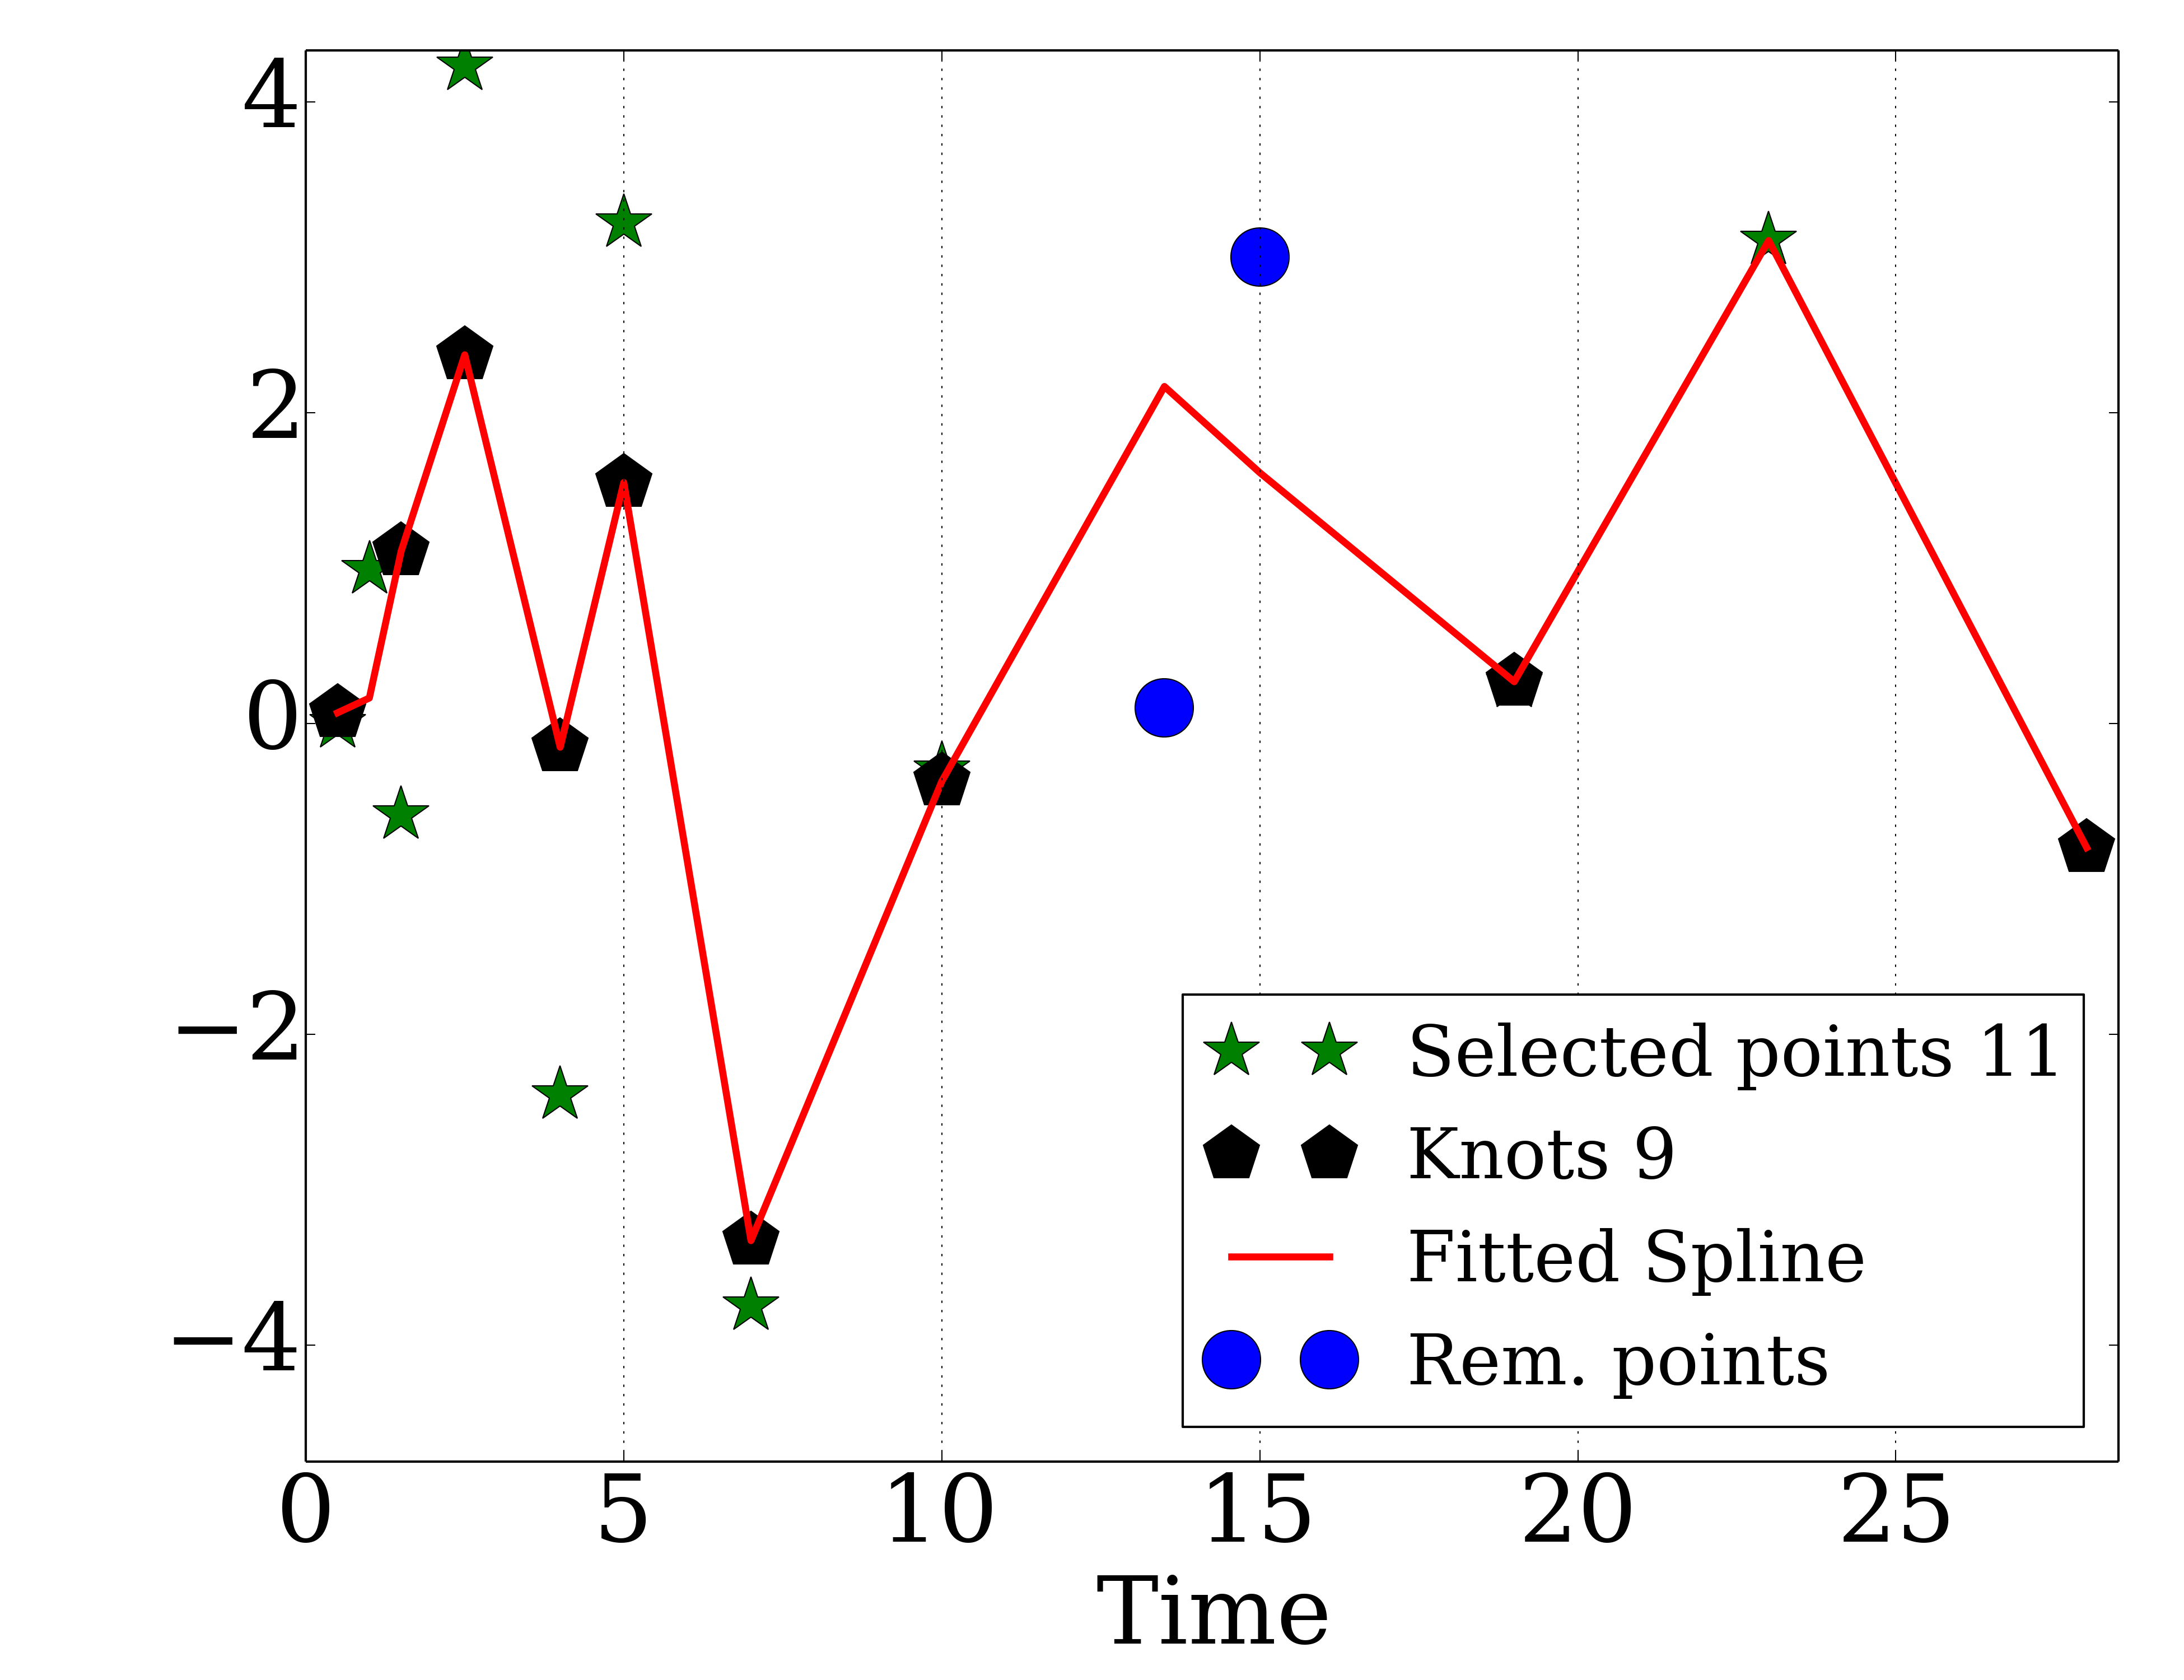 4
2
0
−2
−4
0 5 10 15 20 25
Time
Selected points 11
Knots 9
Fitted Spline
Rem. points